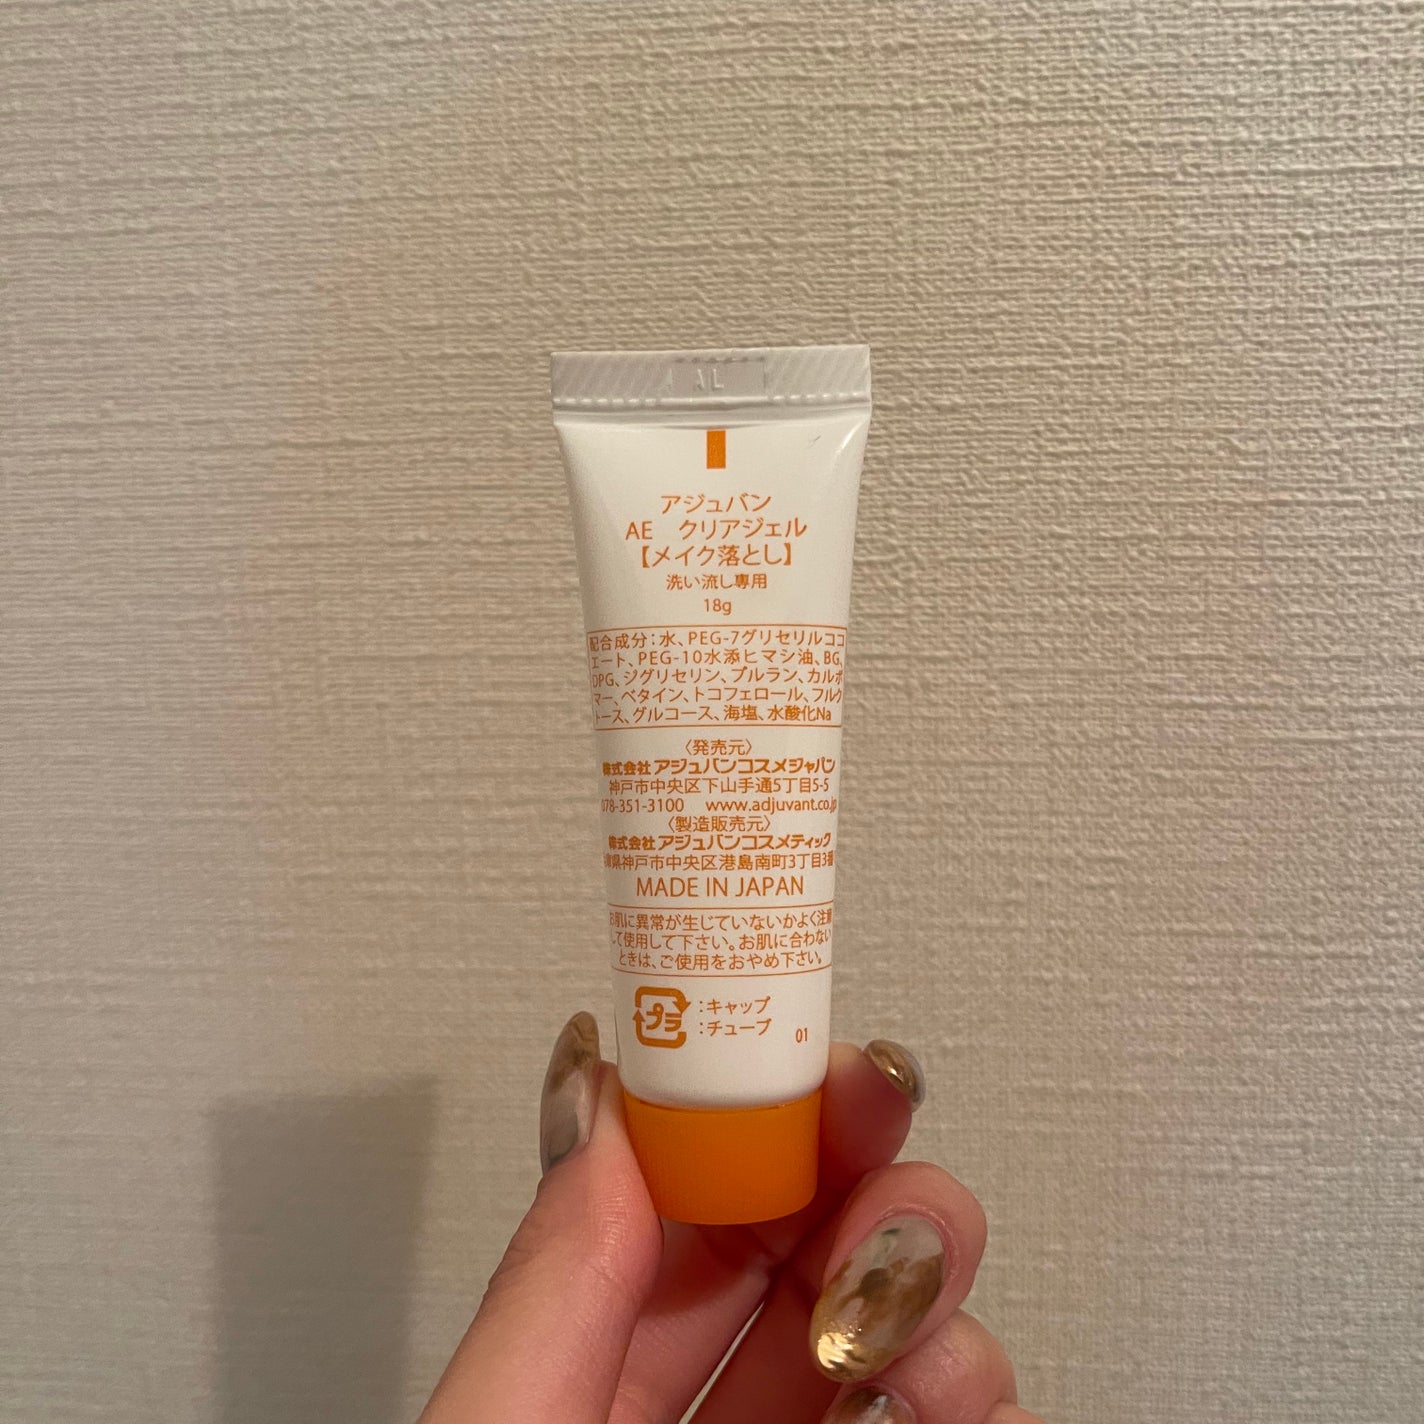 アジュバン
AE クリアジェル
【メイク落とし】
洗い流し専用
18g
配合成分：水、PEG-7グリセリルココ
エート、PEG-10水添ヒマシ油、BG、
DPG、ジグリセリン、プルラン、カルボ
マー、ベタイン、トコフェロール、フルク
トース、グルコース、海塩、水酸化Na
〈発売元〉
株式会社アジュバンコスメジャパン
神戸市中央区下山手通5丁目5-5
078-351-3100 www.adjuvant.co.jp
〈製造販売元〉
株式会社アジュバンコスメティック
県神戸市中央区港島南町3丁目3番
MADE IN JAPAN
お肌に異常が生じていないかよく注意
して使用して下さい。お肌に合わない
ときは、ご使用をおやめ下さい。
プラ ：キャップ
：チューブ
01